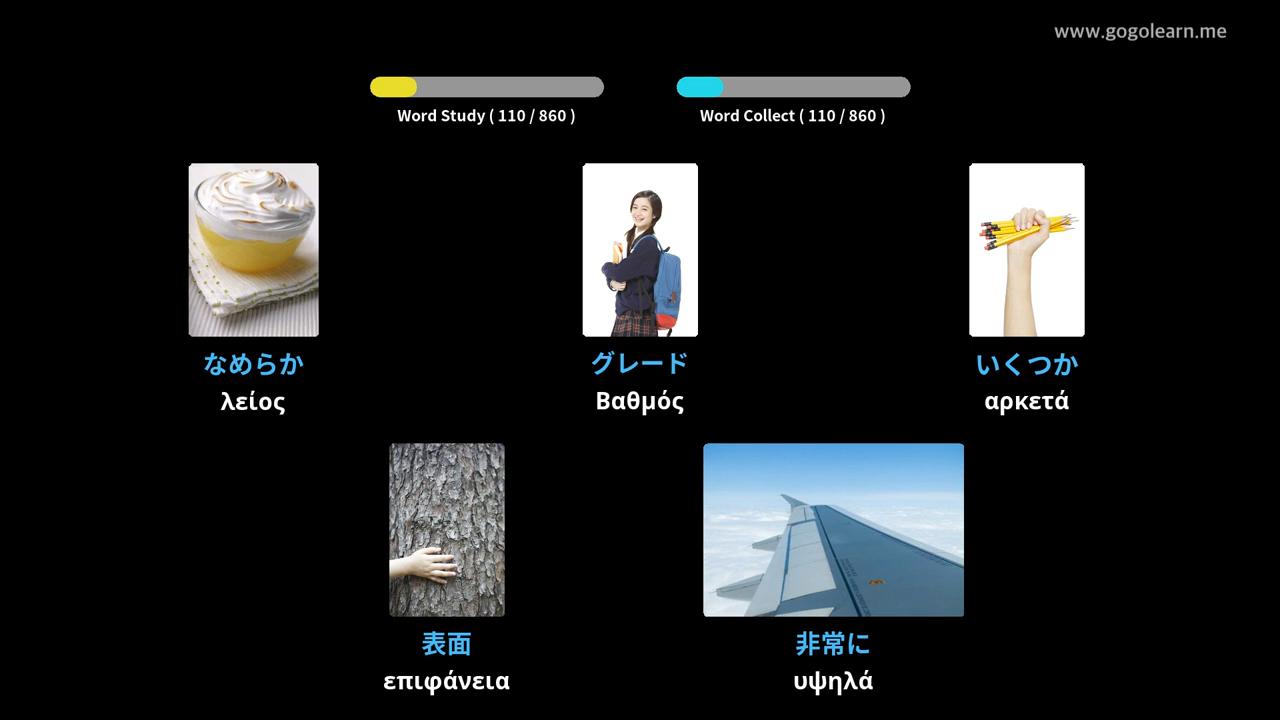 www.gogolearn.me
Word Study ( 110 / 860 )
Word Collect ( 110 / 860 )
なめらか
λείος
グレード
Βαθμός
いくつか
αρκετά
表面
επιφάνεια
非常に
υψηλά